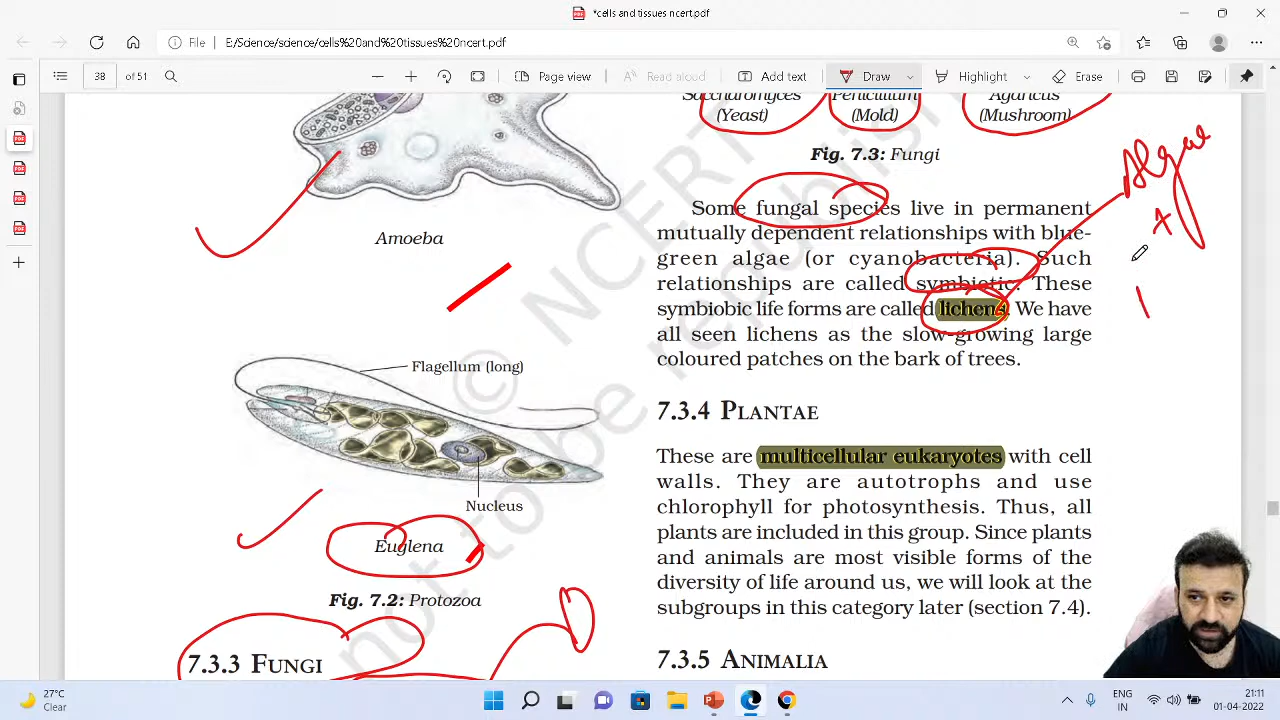 *cells and tissues ncert.pdf
File
E:/Science/science/cells%20and%20tissues%20ncert.pdf
38
Page view
Read aloud
Add text
Draw
Highlight
Erase
Amoeba
Flagellum (long)
Nucleus
Euglena
Fig. 7.2: Protozoa
7.3.3 FUNGI
Saccharomyces
(Yeast)
Penicillium
(Mold)
Agaricus
(Mushroom)
Fig. 7.3: Fungi
Some fungal species live in permanent
mutually dependent relationships with blue-
green algae (or cyanobacteria). Such
relationships are called symbiotic. These
symbiobic life forms are called lichens. We have
all seen lichens as the slow-growing large
coloured patches on the bark of trees.
Algae
+
7.3.4 PLANTAE
These are multicellular eukaryotes with cell
walls. They are autotrophs and use
chlorophyll for photosynthesis. Thus, all
plants are included in this group. Since plants
and animals are most visible forms of the
diversity of life around us, we will look at the
subgroups in this category later (section 7.4).
7.3.5 ANIMALIA
© NCERT
not to be republish
27°C
Clear
ENG
IN
21:11
01-04-2022